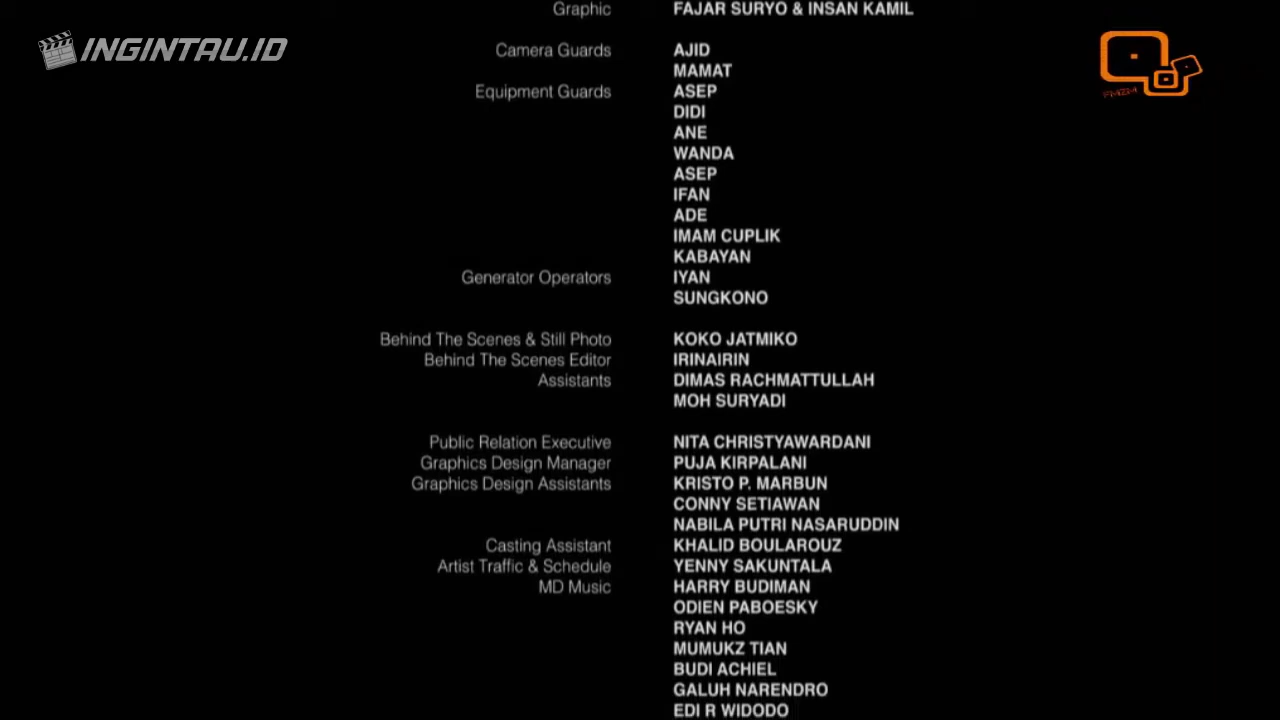 Graphic FAJAR SURYO & INSAN KAMIL
INGINTAU.ID
Camera Guards AJID
MAMAT
Equipment Guards ASEP
DIDI
ANE
WANDA
ASEP
IFAN
ADE
IMAM CUPLIK
KABAYAN
Generator Operators IYAN
SUNGKONO
Behind The Scenes & Still Photo KOKO JATMIKO
Behind The Scenes Editor IRINAIRIN
Assistants DIMAS RACHMATTULLAH
MOH SURYADI
Public Relation Executive NITA CHRISTYAWARDANI
Graphics Design Manager PUJA KIRPALANI
Graphics Design Assistants KRISTO P. MARBUN
CONNY SETIAWAN
NABILA PUTRI NASARUDDIN
Casting Assistant KHALID BOULAROUZ
Artist Traffic & Schedule YENNY SAKUNTALA
MD Music HARRY BUDIMAN
ODIEN PABOESKY
RYAN HO
MUMUKZ TIAN
BUDI ACHIEL
GALUH NARENDRO
EDI R WIDODO